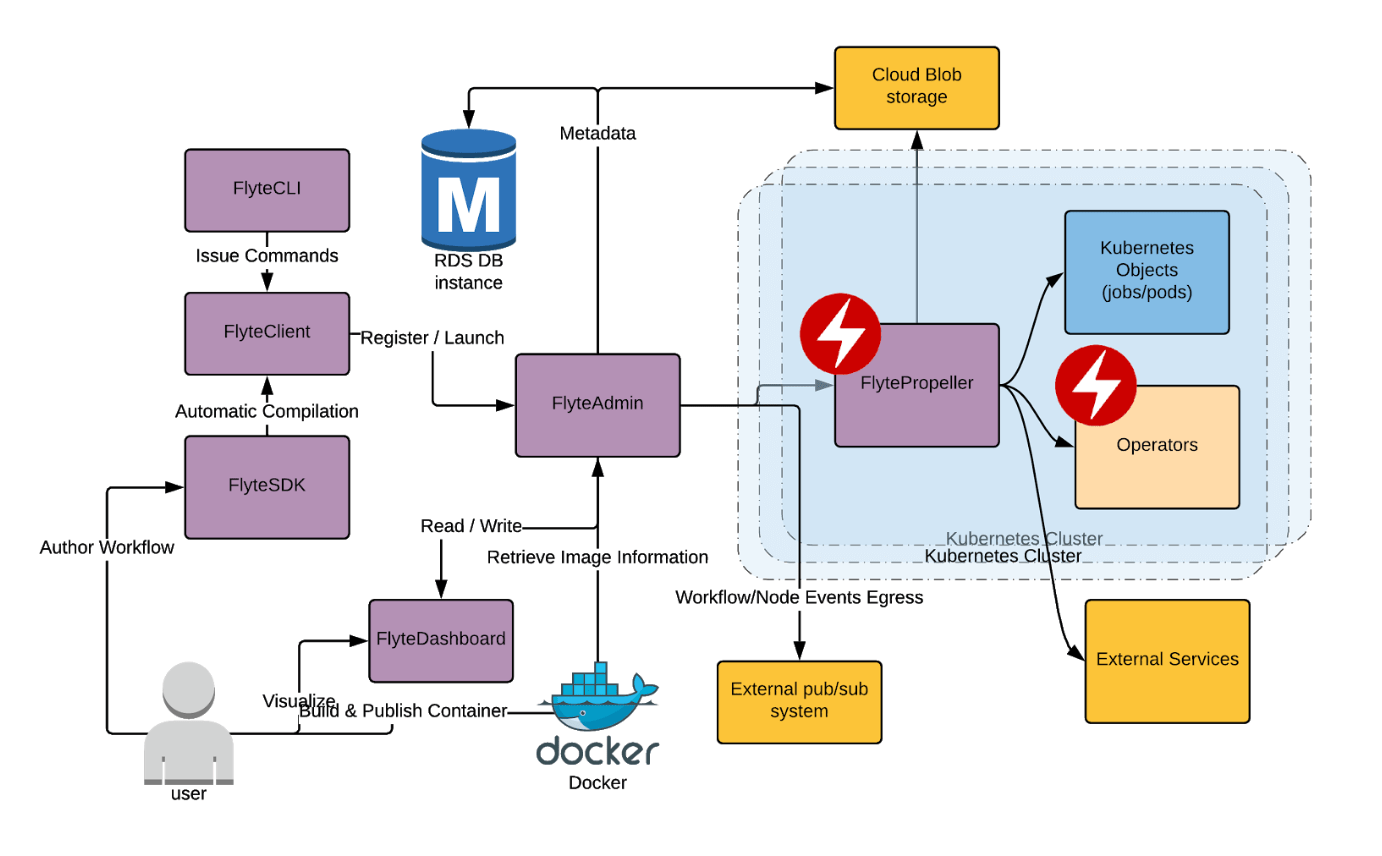 Cloud Blob
storage
Metadata
FlyteCLI
M
Issue Commands
RDS DB
instance
Kubernetes
Objects
(jobs/pods)
FlyteClient
Register / Launch
FlytePropeller
FlyteAdmin
Automatic Compilation
Operators
FlyteSDK
Read / Write
Kubernetes Cluster
Kubernetes Cluster
Author Workflow
Retrieve Image Information
Workflow/Node Events Egress
FlyteDashboard
External Services
External pub/sub
system
Visualize
Build & Publish Container
docker
Docker
user